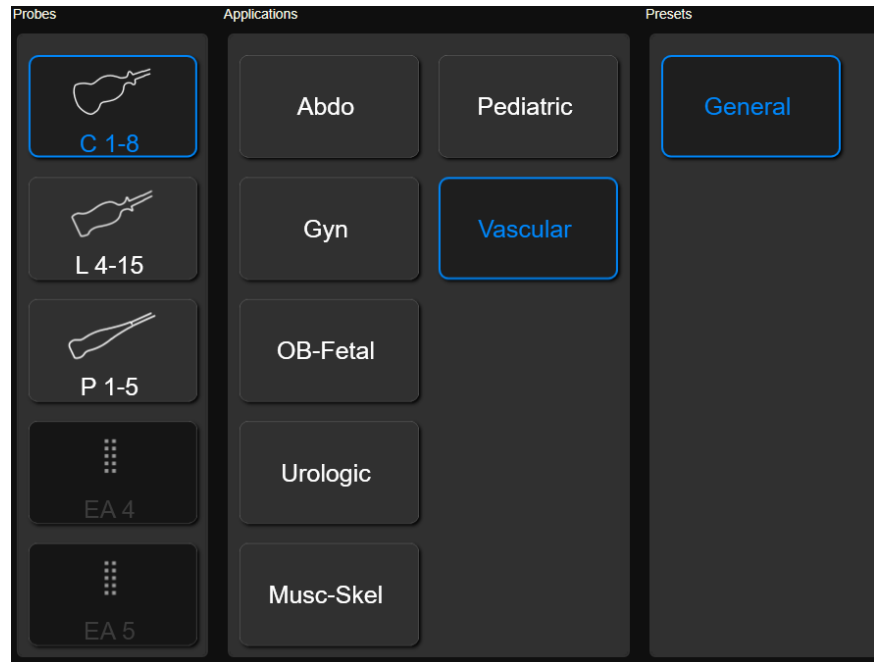 Probes
Applications
Presets
C 1-8
L 4-15
P 1-5
EA 4
EA 5
Abdo
Pediatric
Gyn
Vascular
OB-Fetal
Urologic
Musc-Skel
General